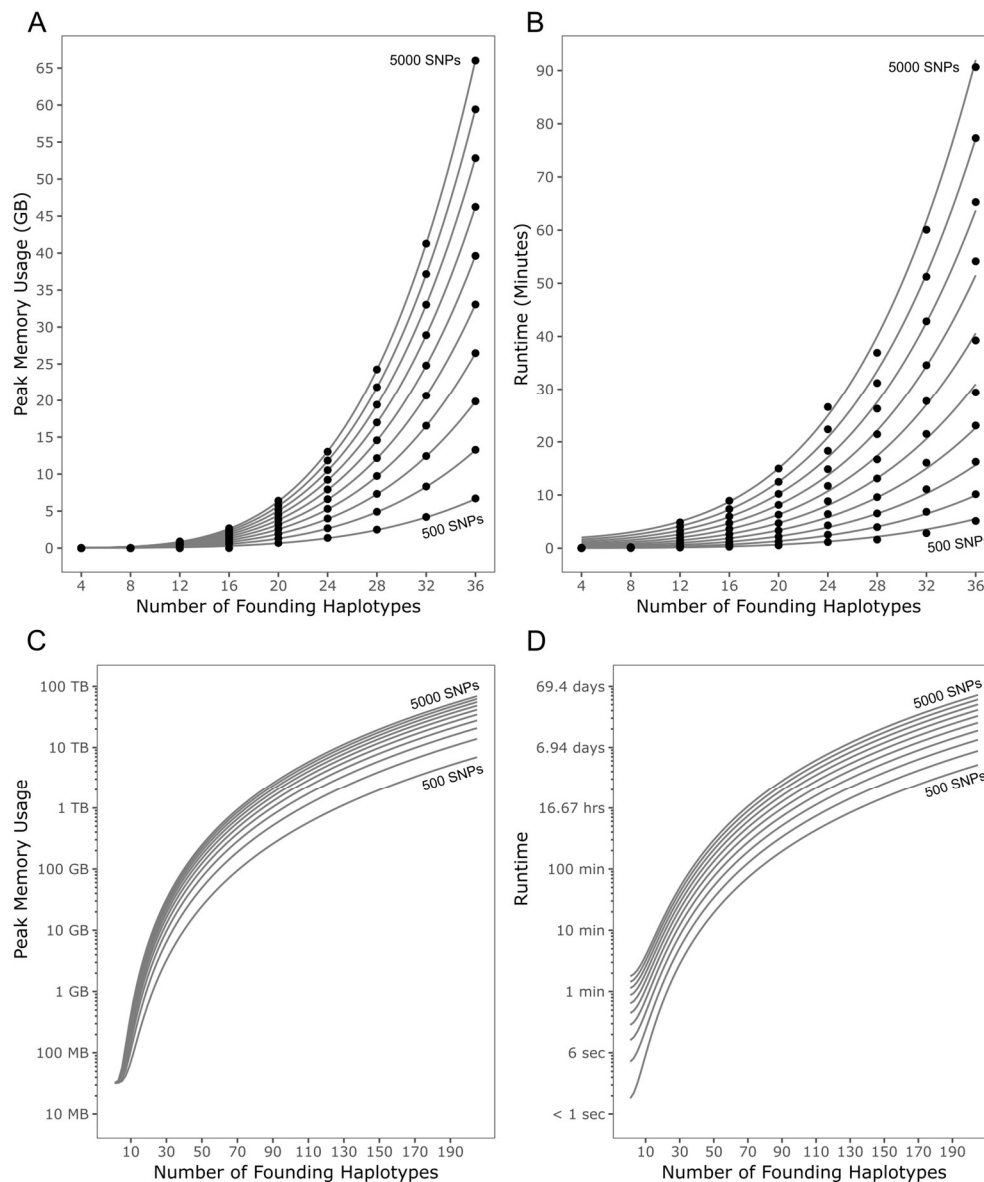 A
Peak Memory Usage (GB)
65
60
55
50
45
40
35
30
25
20
15
10
5
0
5000 SNPs
500 SNPs
4 8 12 16 20 24 28 32 36
Number of Founding Haplotypes
B
Runtime (Minutes)
90
80
70
60
50
40
30
20
10
0
5000 SNPs
500 SNPs
4 8 12 16 20 24 28 32 36
Number of Founding Haplotypes
C
Peak Memory Usage
100 TB
10 TB
1 TB
100 GB
10 GB
1 GB
100 MB
10 MB
5000 SNPs
500 SNPs
10 30 50 70 90 110 130 150 170 190
Number of Founding Haplotypes
D
Runtime
69.4 days
6.94 days
16.67 hrs
100 min
10 min
1 min
6 sec
< 1 sec
5000 SNPs
500 SNPs
10 30 50 70 90 110 130 150 170 190
Number of Founding Haplotypes